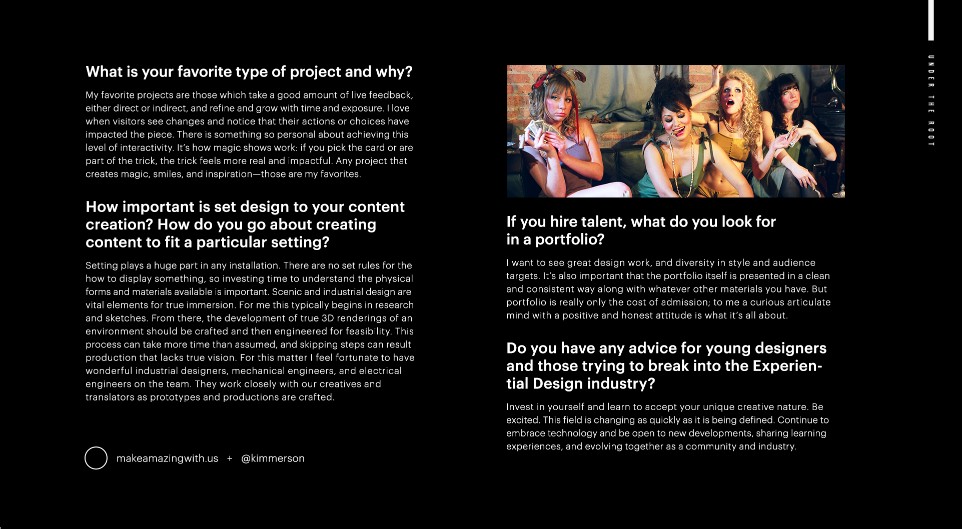 What is your favorite type of project and why?
My favorite projects are those which take a good amount of live feedback,
either direct or indirect, and refine and grow with time and exposure. I love
when visitors see changes and notice that their actions or choices have
impacted the piece. There is something so personal about achieving this
level of interactivity. It's how magic shows work: if you pick the card or are
part of the trick, the trick feels more real and impactful. Any project that
creates magic, smiles, and inspiration—those are my favorites.
How important is set design to your content
creation? How do you go about creating
content to fit a particular setting?
Setting plays a huge part in any installation. There are no set rules for the
how to display something, so investing time to understand the physical
forms and materials available is important. Scenic and industrial design are
vital elements for true immersion. For me this typically begins in research
and sketches. From there, the development of true 3D renderings of an
environment should be crafted and then engineered for feasibility. This
process can take more time than assumed, and skipping steps can result
production that lacks true vision. For this matter I feel fortunate to have
wonderful industrial designers, mechanical engineers, and electrical
engineers on the team. They work closely with our creatives and
translators as prototypes and productions are crafted.
makeamazingwith.us + @kimmerson
If you hire talent, what do you look for
in a portfolio?
I want to see great design work, and diversity in style and audience
targets. It's also important that the portfolio itself is presented in a clean
and consistent way along with whatever other materials you have. But
portfolio is really only the cost of admission; to me a curious articulate
mind with a positive and honest attitude is what it's all about.
Do you have any advice for young designers
and those trying to break into the Experien-
tial Design industry?
Invest in yourself and learn to accept your unique creative nature. Be
excited. This field is changing as quickly as it is being defined. Continue to
embrace technology and be open to new developments, sharing learning
experiences, and evolving together as a community and industry.
UNDER THE ROOT